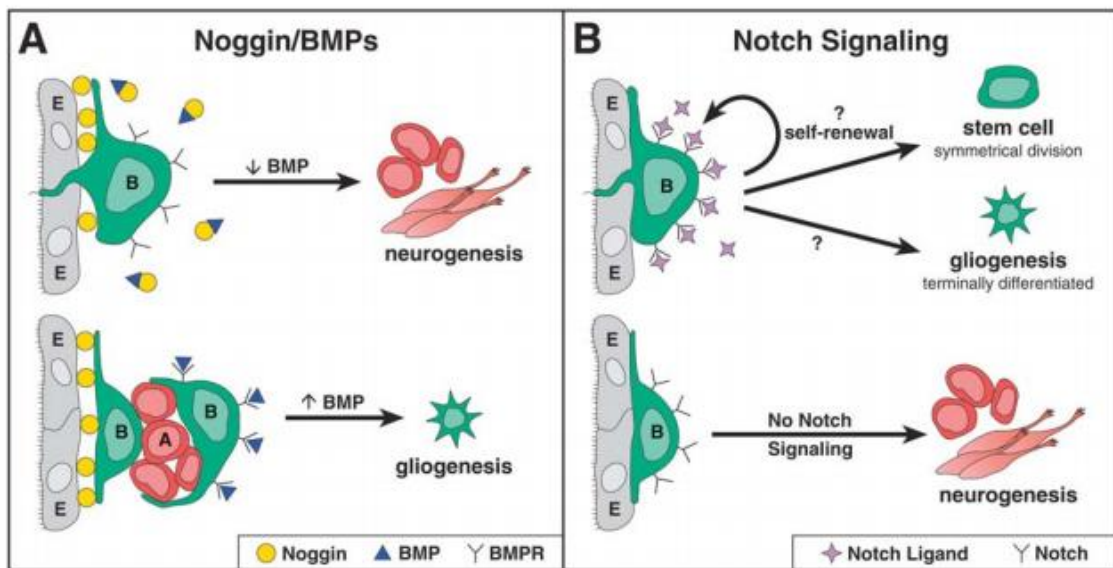 A
Noggin/BMPs
E
B
E
↓ BMP
neurogenesis
E
B
A
B
E
↑ BMP
gliogenesis
Noggin
BMP
BMPR
B
Notch Signaling
E
B
E
?
self-renewal
stem cell
symmetrical division
?
gliogenesis
terminally differentiated
E
B
E
No Notch
Signaling
neurogenesis
Notch Ligand
Notch